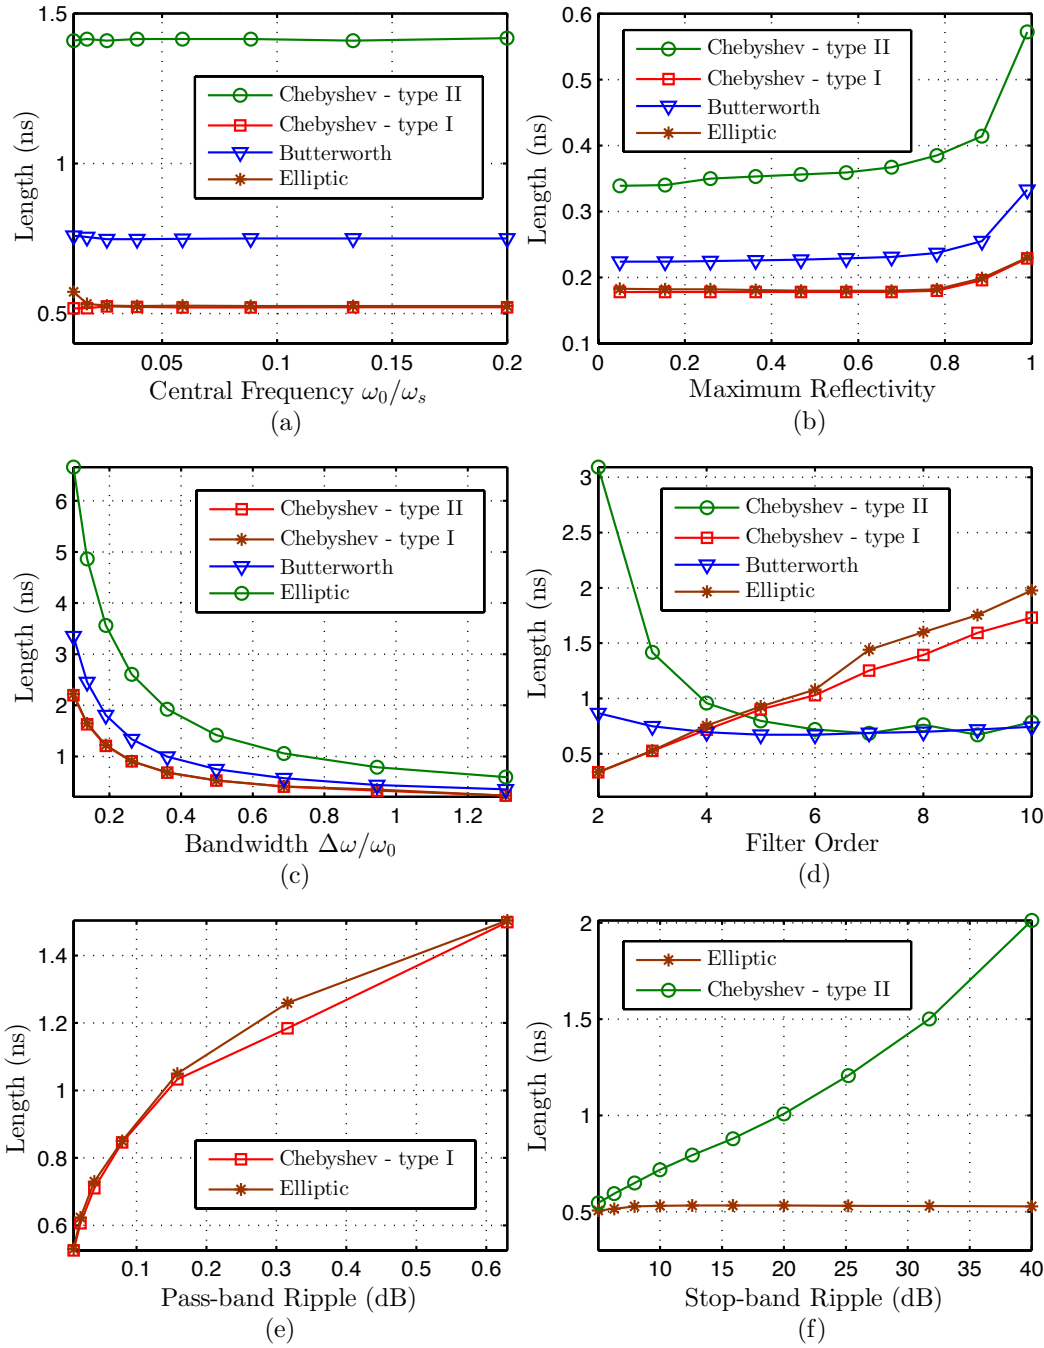 1.5
1
0.5
Length (ns)
Chebyshev - type II
Chebyshev - type I
Butterworth
Elliptic
0.05 0.1 0.15 0.2
Central Frequency ω₀/ωₛ
(a)
0.6
0.5
0.4
0.3
0.2
0.1
Length (ns)
Chebyshev - type II
Chebyshev - type I
Butterworth
Elliptic
0 0.2 0.4 0.6 0.8 1
Maximum Reflectivity
(b)
6
5
4
3
2
1
Length (ns)
Chebyshev - type II
Chebyshev - type I
Butterworth
Elliptic
0.2 0.4 0.6 0.8 1 1.2
Bandwidth Δω/ω₀
(c)
3
2.5
2
1.5
1
0.5
Length (ns)
Chebyshev - type II
Chebyshev - type I
Butterworth
Elliptic
2 4 6 8 10
Filter Order
(d)
1.4
1.2
1
0.8
0.6
Length (ns)
Chebyshev - type I
Elliptic
0.1 0.2 0.3 0.4 0.5 0.6
Pass-band Ripple (dB)
(e)
2
1.5
1
0.5
Length (ns)
Elliptic
Chebyshev - type II
10 15 20 25 30 35 40
Stop-band Ripple (dB)
(f)